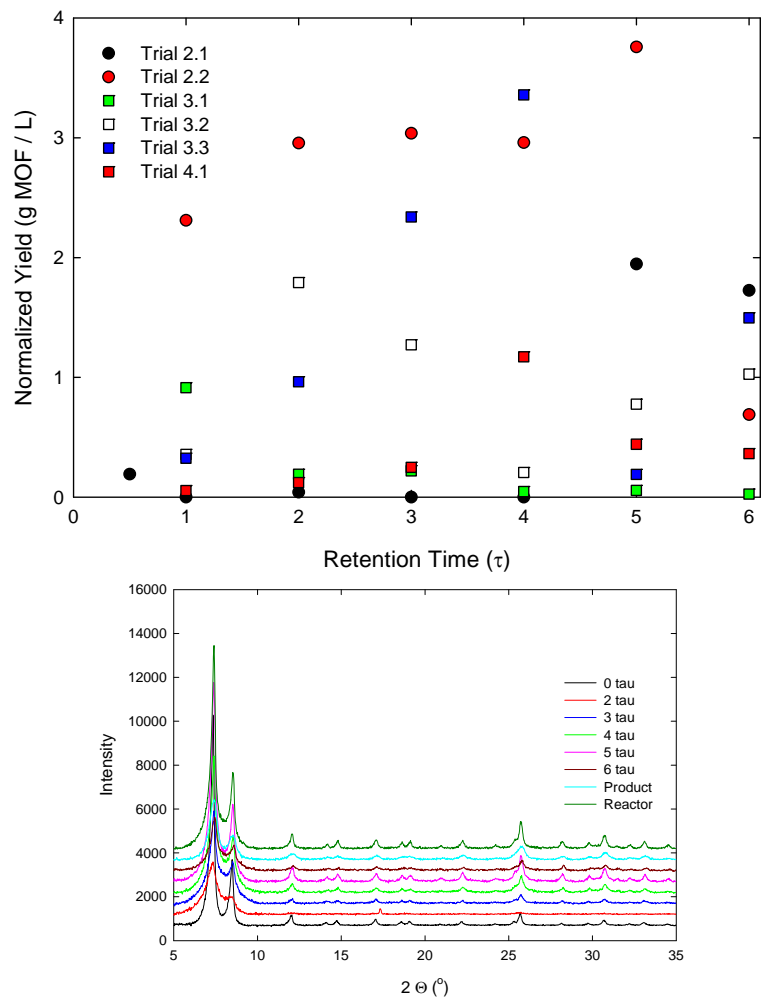 4
3
2
1
0
Normalized Yield (g MOF / L)
Trial 2.1
Trial 2.2
Trial 3.1
Trial 3.2
Trial 3.3
Trial 4.1
0 1 2 3 4 5 6
Retention Time (τ)
16000
14000
12000
10000
8000
6000
4000
2000
0
Intensity
0 tau
2 tau
3 tau
4 tau
5 tau
6 tau
Product
Reactor
5 10 15 20 25 30 35
2 Θ (°)